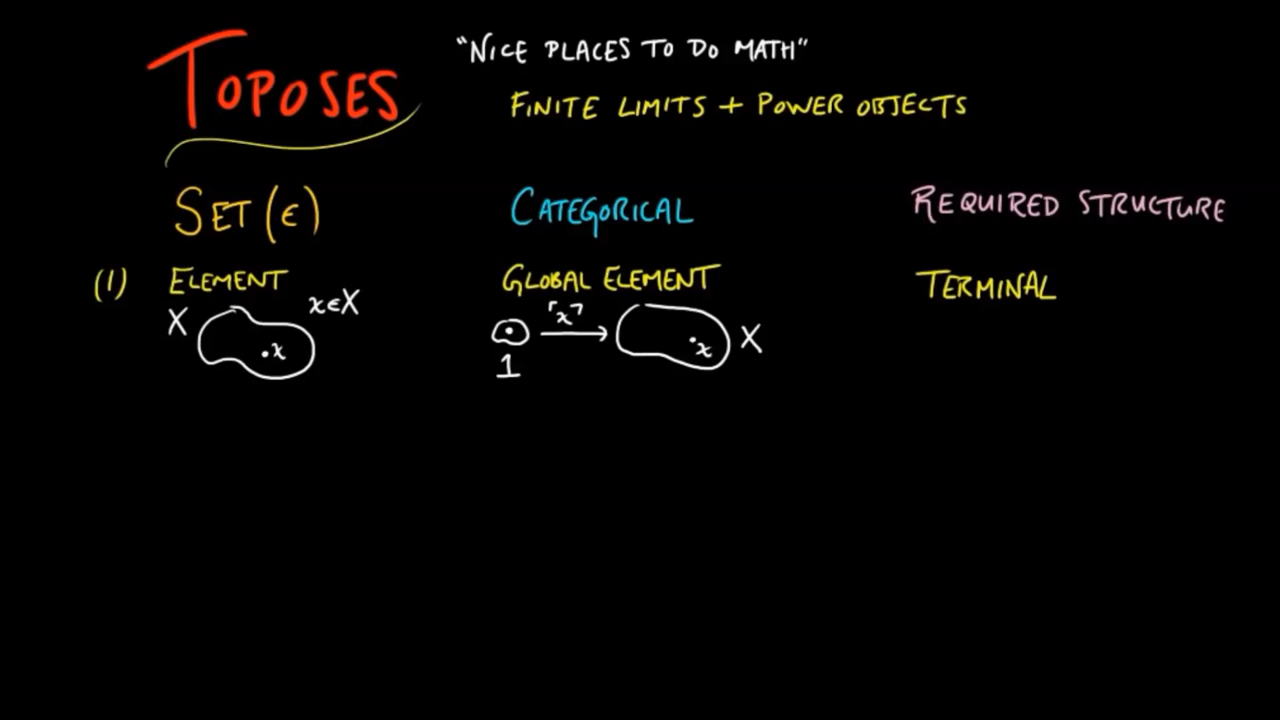 TOPOSES
"NICE PLACES TO DO MATH"
FINITE LIMITS + POWER OBJECTS
SET (ϵ) CATEGORICAL REQUIRED STRUCTURE
(1) ELEMENT GLOBAL ELEMENT TERMINAL
X x ϵ X ⌜x⌝
x x X
1